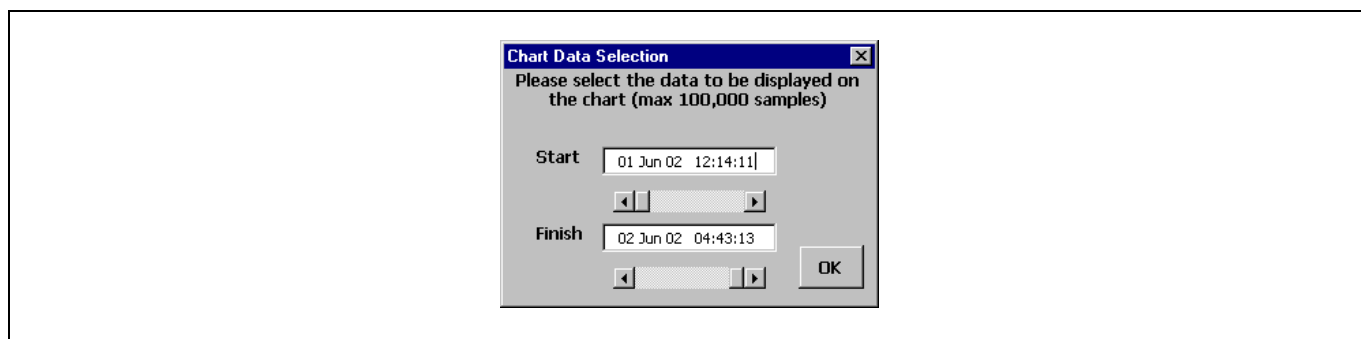 Chart Data Selection
Please select the data to be displayed on
the chart (max 100,000 samples)
Start 01 Jun 02 12:14:11
Finish 02 Jun 02 04:43:13
OK